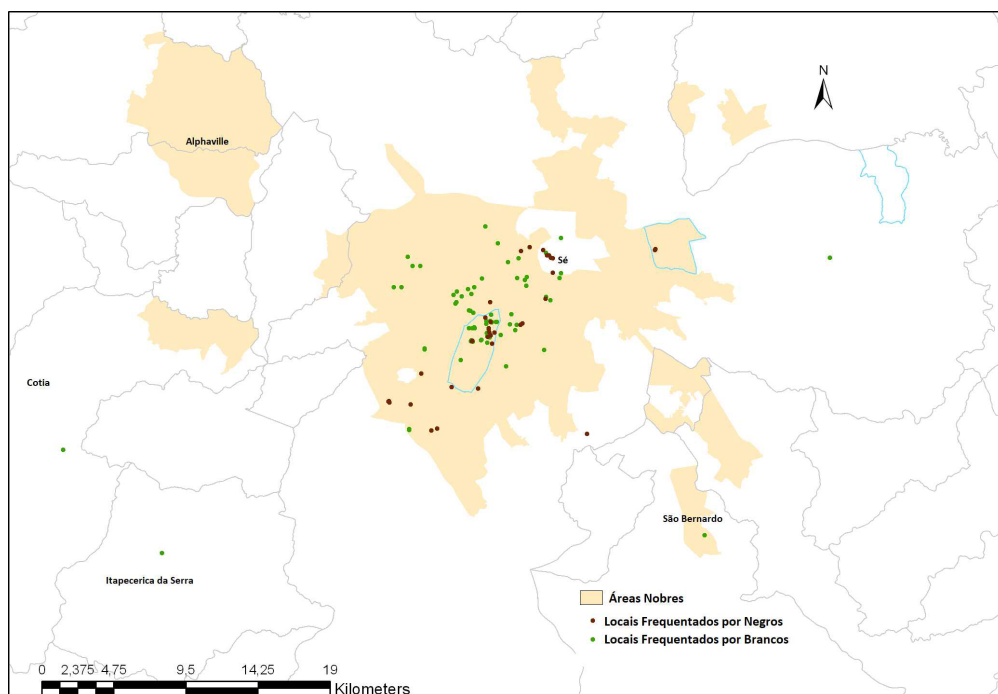 N
Alphaville
Sé
Cotia
São Bernardo
Itapecerica da Serra
Áreas Nobres
Locais Frequentados por Negros
Locais Frequentados por Brancos
0 2,375 4,75 9,5 14,25 19
Kilometers